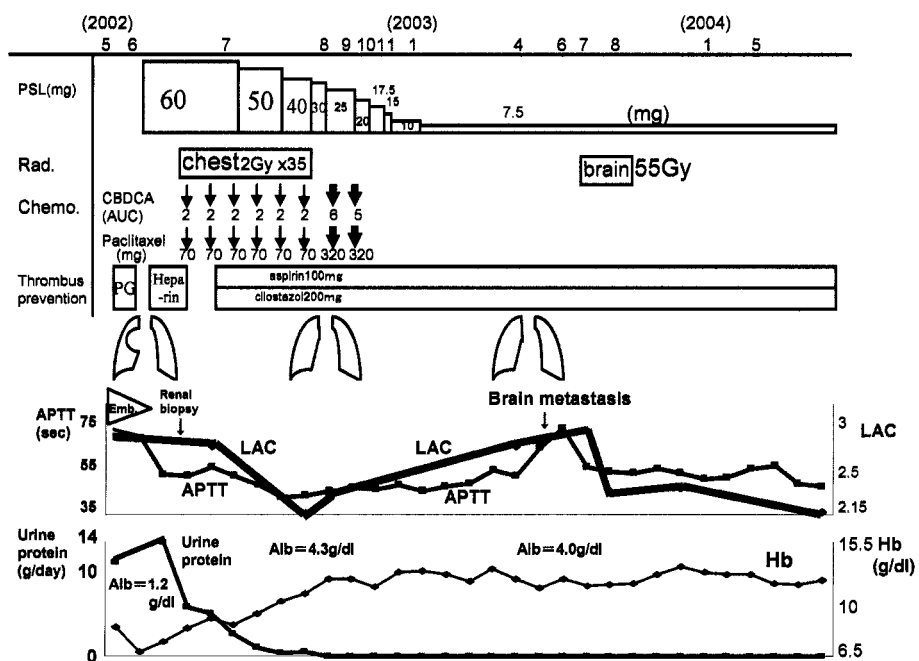 (2002) (2003) (2004)
5 6 7 8 9 10 11 1 4 6 7 8 1 5
PSL(mg) 60 50 40 30 25 20 17.5 15 10 7.5 (mg)
Rad. chest2Gy x35 brain 55Gy
Chemo. CBDCA (AUC) 2 2 2 2 2 2 6 5
Paclitaxel (mg) 70 70 70 70 70 70 320 320
Thrombus prevention
PG
Hepa-rin
aspirin100mg
cilostazol200mg
Emb.
Renal biopsy
Brain metastasis
APTT (sec)
75
55
35
LAC
APTT
LAC
APTT
3
2.5
2.15
LAC
Urine protein (g/day)
14
10
0
Urine protein
Alb=1.2 g/dl
Alb=4.3g/dl
Alb=4.0g/dl
Hb
15.5
10
6.5
Hb (g/dl)